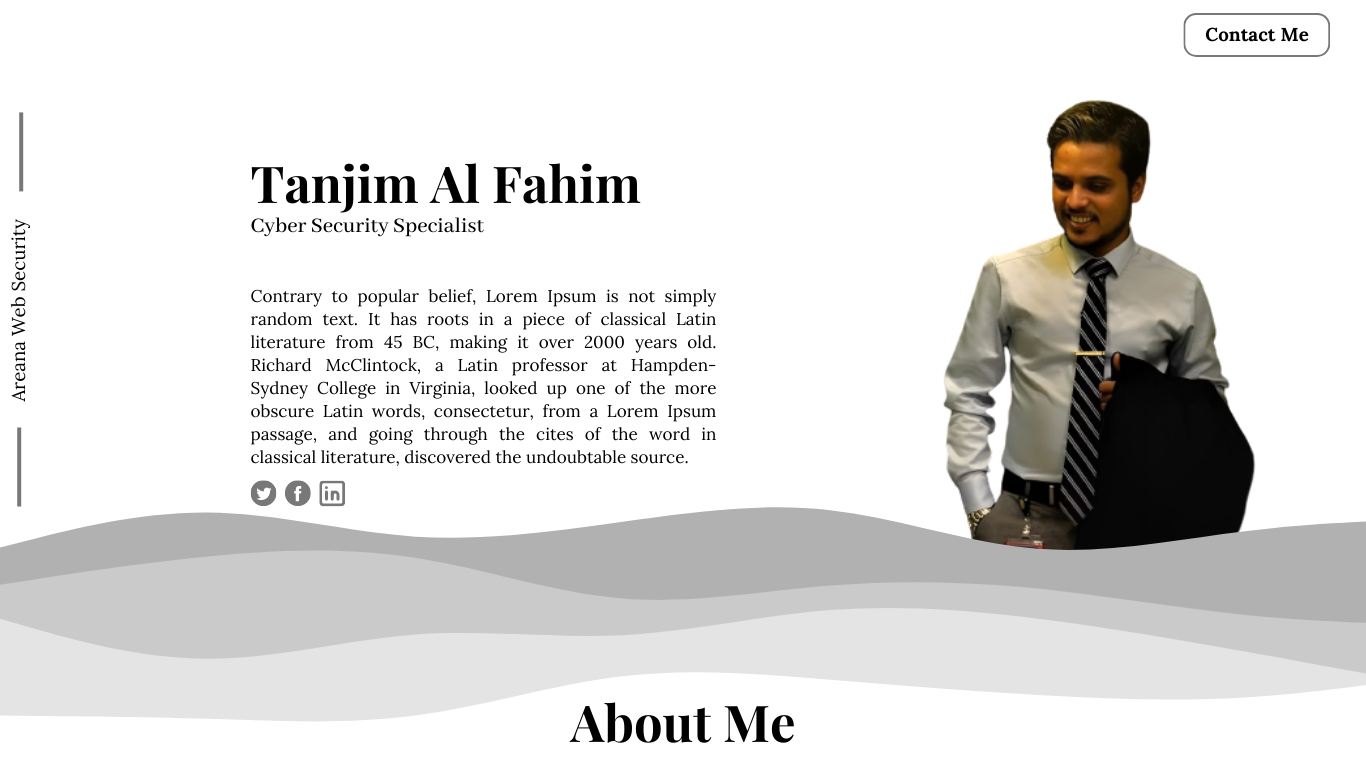 Contact Me
Areana Web Security
Tanjim Al Fahim
Cyber Security Specialist
Contrary to popular belief, Lorem Ipsum is not simply
random text. It has roots in a piece of classical Latin
literature from 45 BC, making it over 2000 years old.
Richard McClintock, a Latin professor at Hampden-
Sydney College in Virginia, looked up one of the more
obscure Latin words, consectetur, from a Lorem Ipsum
passage, and going through the cites of the word in
classical literature, discovered the undoubtable source.
About Me